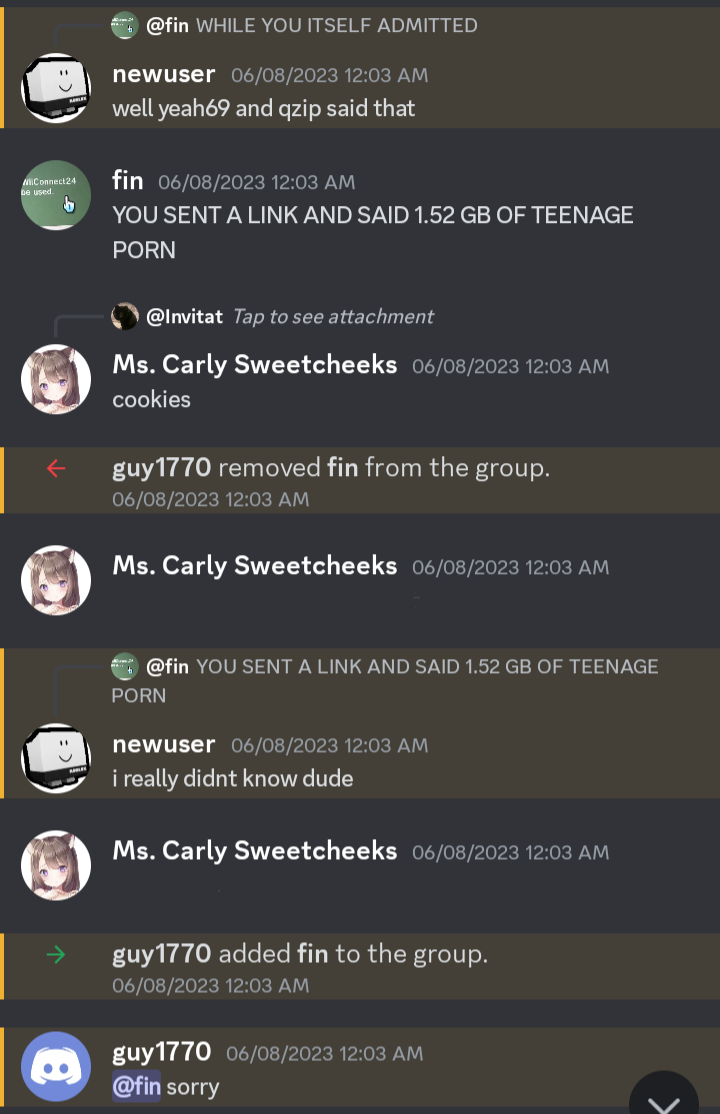 @fin WHILE YOU ITSELF ADMITTED
newuser 06/08/2023 12:03 AM
well yeah69 and qzip said that
WiiConnect24
be used.
fin 06/08/2023 12:03 AM
YOU SENT A LINK AND SAID 1.52 GB OF TEENAGE
PORN
@Invitat Tap to see attachment
Ms. Carly Sweetcheeks 06/08/2023 12:03 AM
cookies
guy1770 removed fin from the group.
06/08/2023 12:03 AM
Ms. Carly Sweetcheeks 06/08/2023 12:03 AM
@fin YOU SENT A LINK AND SAID 1.52 GB OF TEENAGE
PORN
newuser 06/08/2023 12:03 AM
i really didnt know dude
Ms. Carly Sweetcheeks 06/08/2023 12:03 AM
guy1770 added fin to the group.
06/08/2023 12:03 AM
guy1770 06/08/2023 12:03 AM
@fin sorry